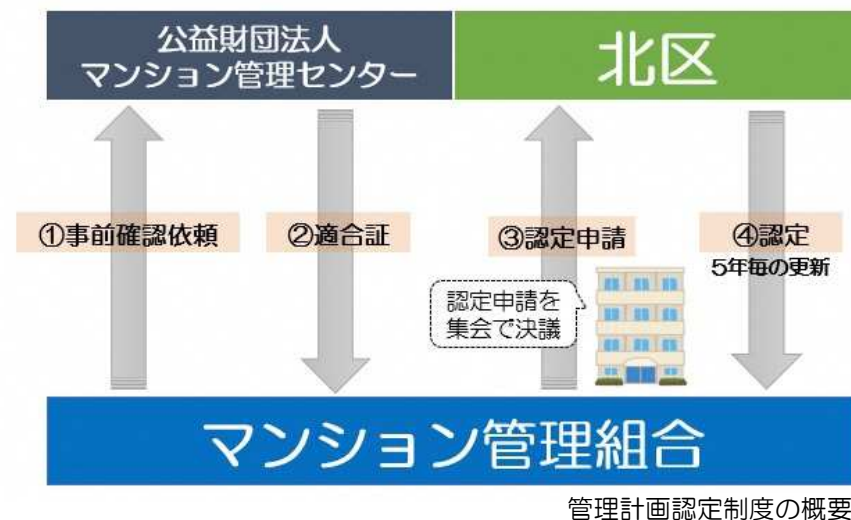 公益財団法人
マンション管理センター
北区
①事前確認依頼
②適合証
③認定申請
④認定
5年毎の更新
認定申請を
集会で決議
マンション管理組合
管理計画認定制度の概要